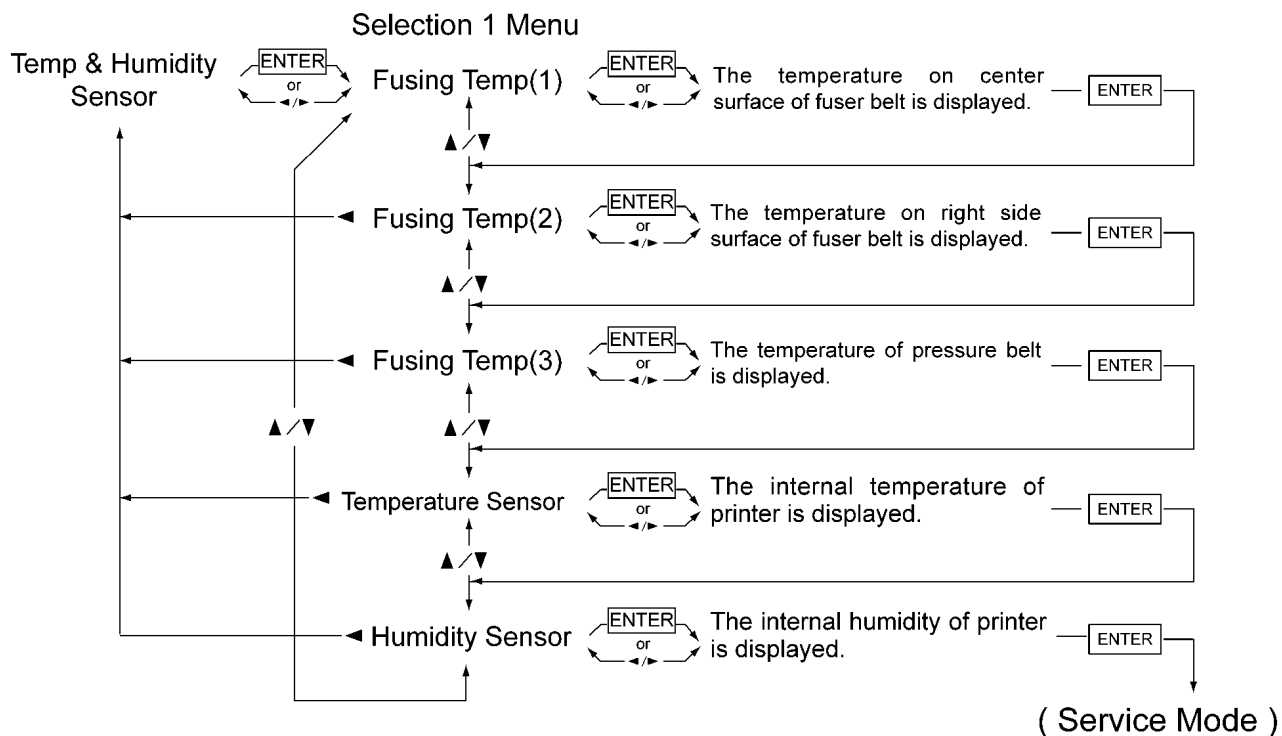 Selection 1 Menu
Temp & Humidity
Sensor
ENTER
or
◄/►
Fusing Temp(1)
ENTER
or
◄/►
The temperature on center
surface of fuser belt is displayed.
ENTER
▲/▼
Fusing Temp(2)
ENTER
or
◄/►
The temperature on right side
surface of fuser belt is displayed.
ENTER
▲/▼
Fusing Temp(3)
ENTER
or
◄/►
The temperature of pressure belt
is displayed.
ENTER
▲/▼
▲/▼
Temperature Sensor
ENTER
or
◄/►
The internal temperature of
printer is displayed.
ENTER
▲/▼
Humidity Sensor
ENTER
or
◄/►
The internal humidity of printer
is displayed.
ENTER
( Service Mode )